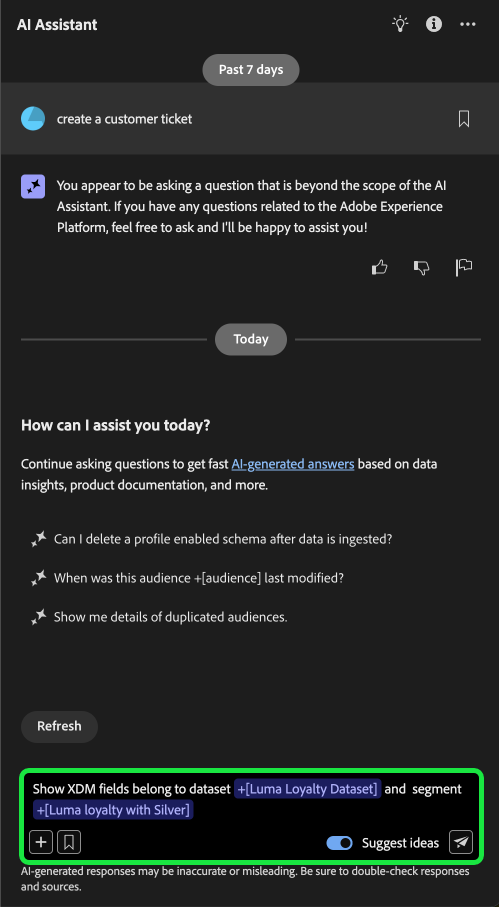 AI Assistant
Past 7 days
create a customer ticket
You appear to be asking a question that is beyond the scope of the AI
Assistant. If you have any questions related to the Adobe Experience
Platform, feel free to ask and I'll be happy to assist you!
Today
How can I assist you today?
Continue asking questions to get fast AI-generated answers based on data
insights, product documentation, and more.
Can I delete a profile enabled schema after data is ingested?
When was this audience +[audience] last modified?
Show me details of duplicated audiences.
Refresh
Show XDM fields belong to dataset +[Luma Loyalty Dataset] and segment
+[Luma loyalty with Silver]
Suggest ideas
AI-generated responses may be inaccurate or misleading. Be sure to double-check responses
and sources.